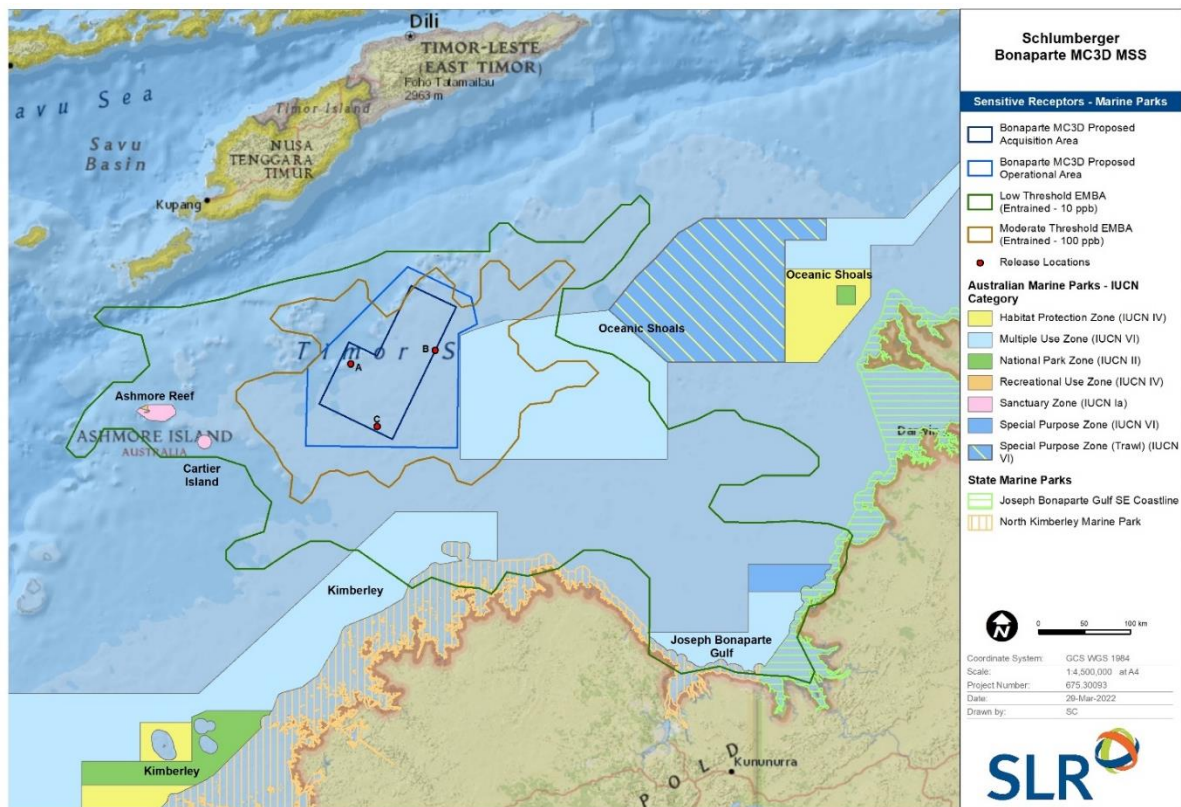 Dili
TIMOR-LESTE
(EAST TIMOR)
Foho Tatamailau
2963 m
avu Sea
Timor Island
Savu
Basin
NUSA
TENGGARA
TIMUR
Kupang
Oceanic Shoals
Oceanic Shoals
Timor S
B
A
C
Ashmore Reef
ASHMORE ISLAND
AUSTRALIA
Cartier
Island
Kimberley
Joseph Bonaparte
Gulf
Kimberley
Kununurra
P O L D
Schlumberger
Bonaparte MC3D MSS
Sensitive Receptors - Marine Parks
Bonaparte MC3D Proposed
Acquisition Area
Bonaparte MC3D Proposed
Operational Area
Low Threshold EMBA
(Entrained - 10 ppb)
Moderate Threshold EMBA
(Entrained - 100 ppb)
Release Locations
Australian Marine Parks - IUCN
Category
Habitat Protection Zone (IUCN IV)
Multiple Use Zone (IUCN VI)
National Park Zone (IUCN II)
Recreational Use Zone (IUCN IV)
Sanctuary Zone (IUCN Ia)
Special Purpose Zone (IUCN VI)
Special Purpose Zone (Trawl) (IUCN
VI)
State Marine Parks
Joseph Bonaparte Gulf SE Coastline
North Kimberley Marine Park
N
0 50 100 km
Coordinate System: GCS WGS 1984
Scale: 1:4,500,000 at A4
Project Number: 675.30093
Date: 29-Mar-2022
Drawn by: SC
SLR